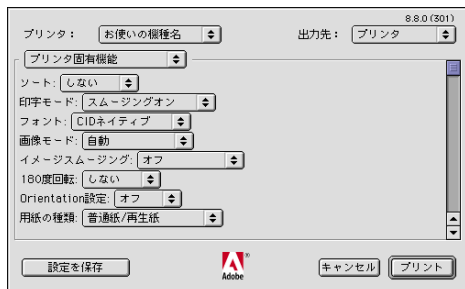 8.8.0 (301)
プリンタ： お使いの機種名 出力先： プリンタ
プリンタ固有機能
ソート： しない
印字モード： スムージングオン
フォント： CIDネイティブ
画像モード： 自動
イメージスムージング： オフ
180度回転： しない
Orientation設定： オフ
用紙の種類： 普通紙/再生紙
設定を保存 Adobe キャンセル プリント